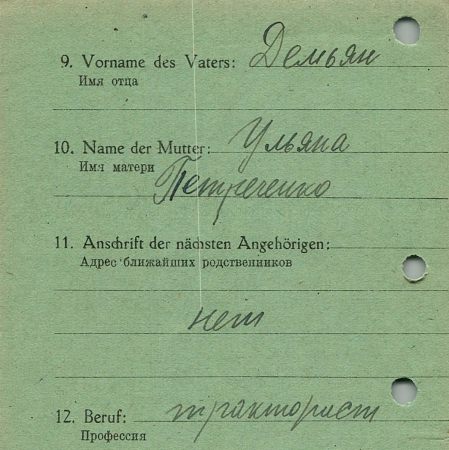 9. Vorname des Vaters: Демьян
Имя отца
10. Name der Mutter: Ульяна
Имя матери Петреченко
11. Anschrift der nächsten Angehörigen:
Адрес ближайших родственников
нет
12. Beruf: тракторист
Профессия